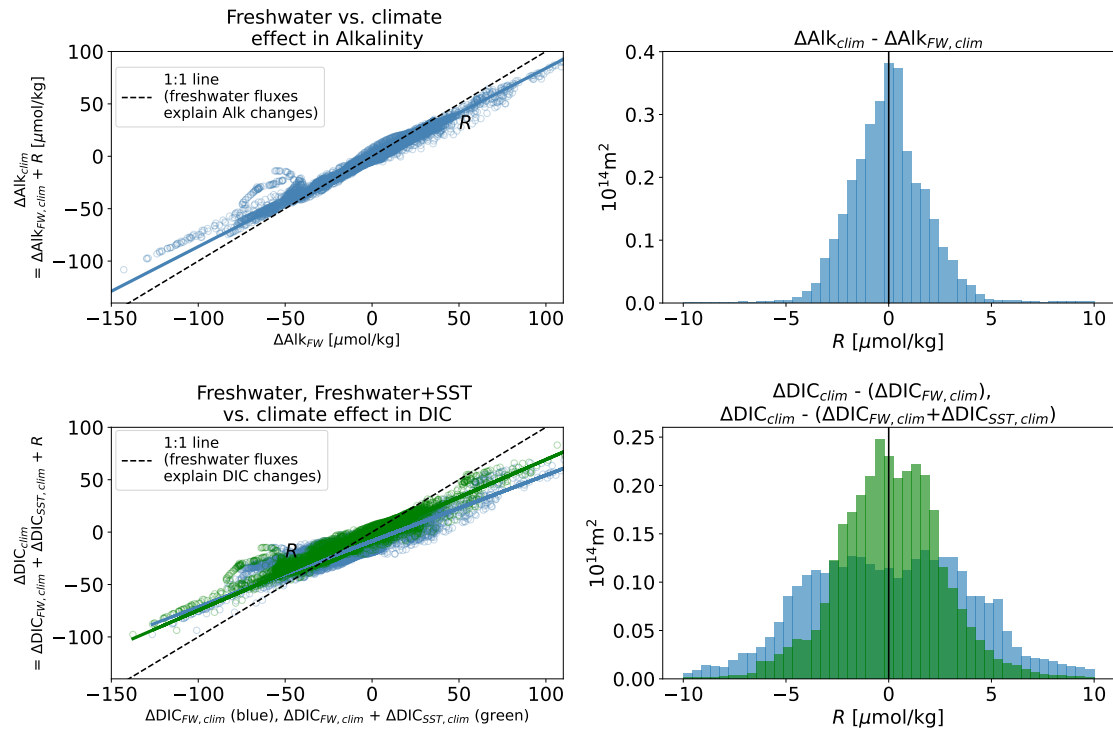 Freshwater vs. climate
effect in Alkalinity
100
50
0
−50
−100
ΔAlk_clim
= ΔAlk_FW, clim + R [μmol/kg]
1:1 line
(freshwater fluxes
explain Alk changes)
R
−150 −100 −50 0 50 100
ΔAlk_FW [μmol/kg]
ΔAlk_clim - ΔAlk_FW, clim
0.4
0.3
0.2
0.1
0.0
10^14 m^2
−10 −5 0 5 10
R [μmol/kg]
Freshwater, Freshwater+SST
vs. climate effect in DIC
100
50
0
−50
−100
ΔDIC_clim
= ΔDIC_FW, clim + ΔDIC_SST, clim + R
1:1 line
(freshwater fluxes
explain DIC changes)
R
−150 −100 −50 0 50 100
ΔDIC_FW, clim (blue), ΔDIC_FW, clim + ΔDIC_SST, clim (green)
ΔDIC_clim - (ΔDIC_FW, clim),
ΔDIC_clim - (ΔDIC_FW, clim+ΔDIC_SST, clim)
0.25
0.20
0.15
0.10
0.05
0.00
10^14 m^2
−10 −5 0 5 10
R [μmol/kg]